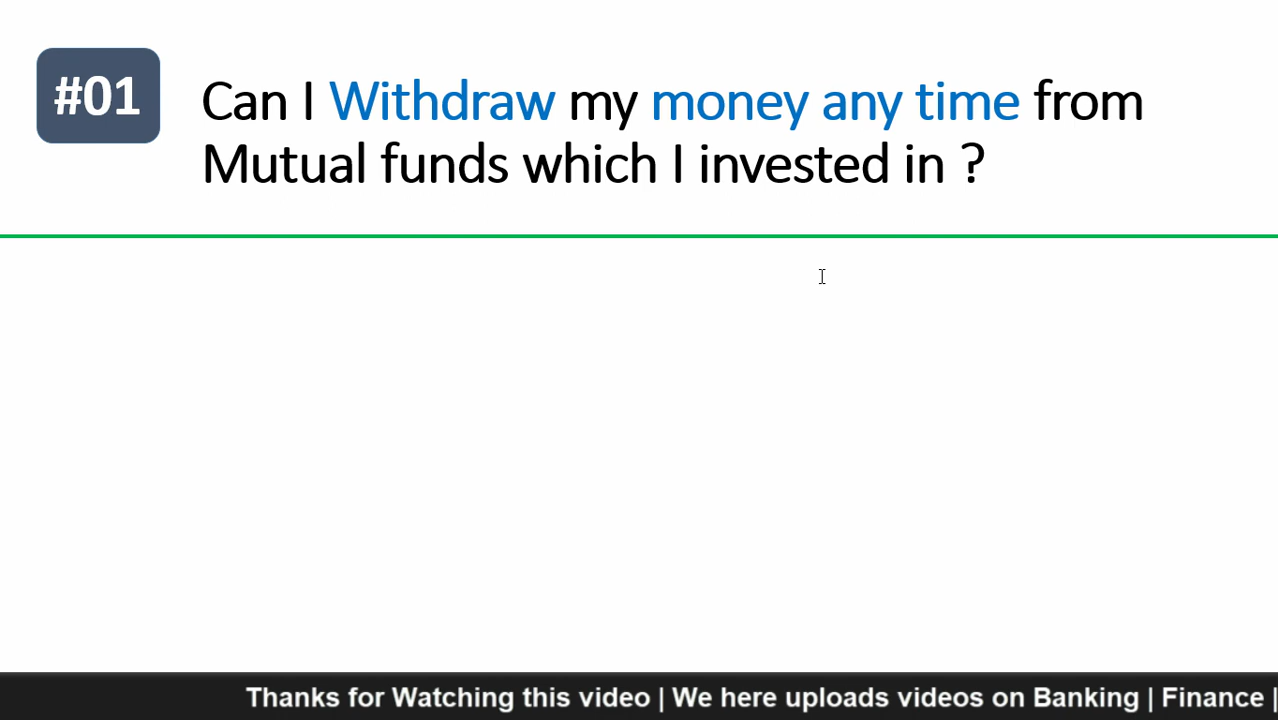 #01
Can I Withdraw my money any time from
Mutual funds which I invested in ?
Thanks for Watching this video | We here uploads videos on Banking | Finance |